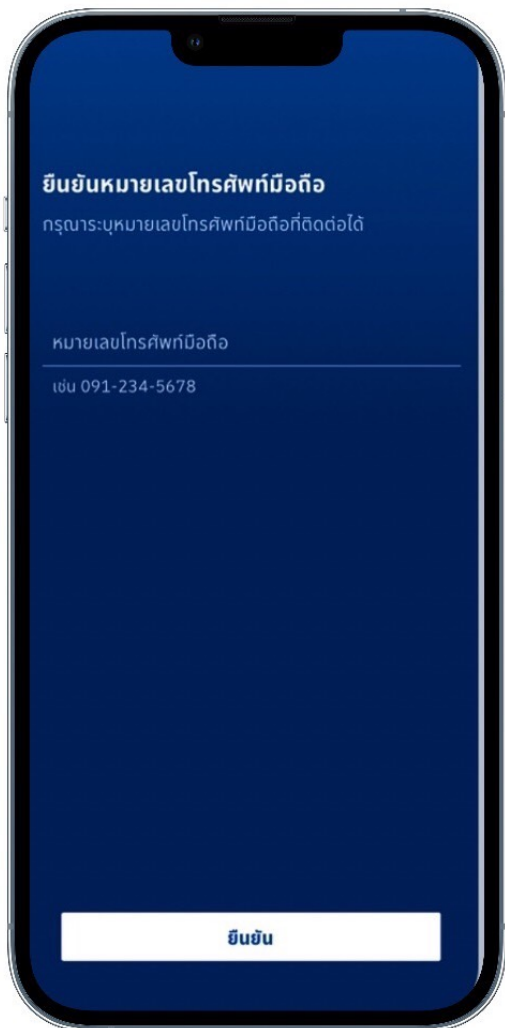 ยืนยันหมายเลขโทรศัพท์มือถือ
กรุณาระบุหมายเลขโทรศัพท์มือถือที่ติดต่อได้
หมายเลขโทรศัพท์มือถือ
เช่น 091-234-5678
ยืนยัน